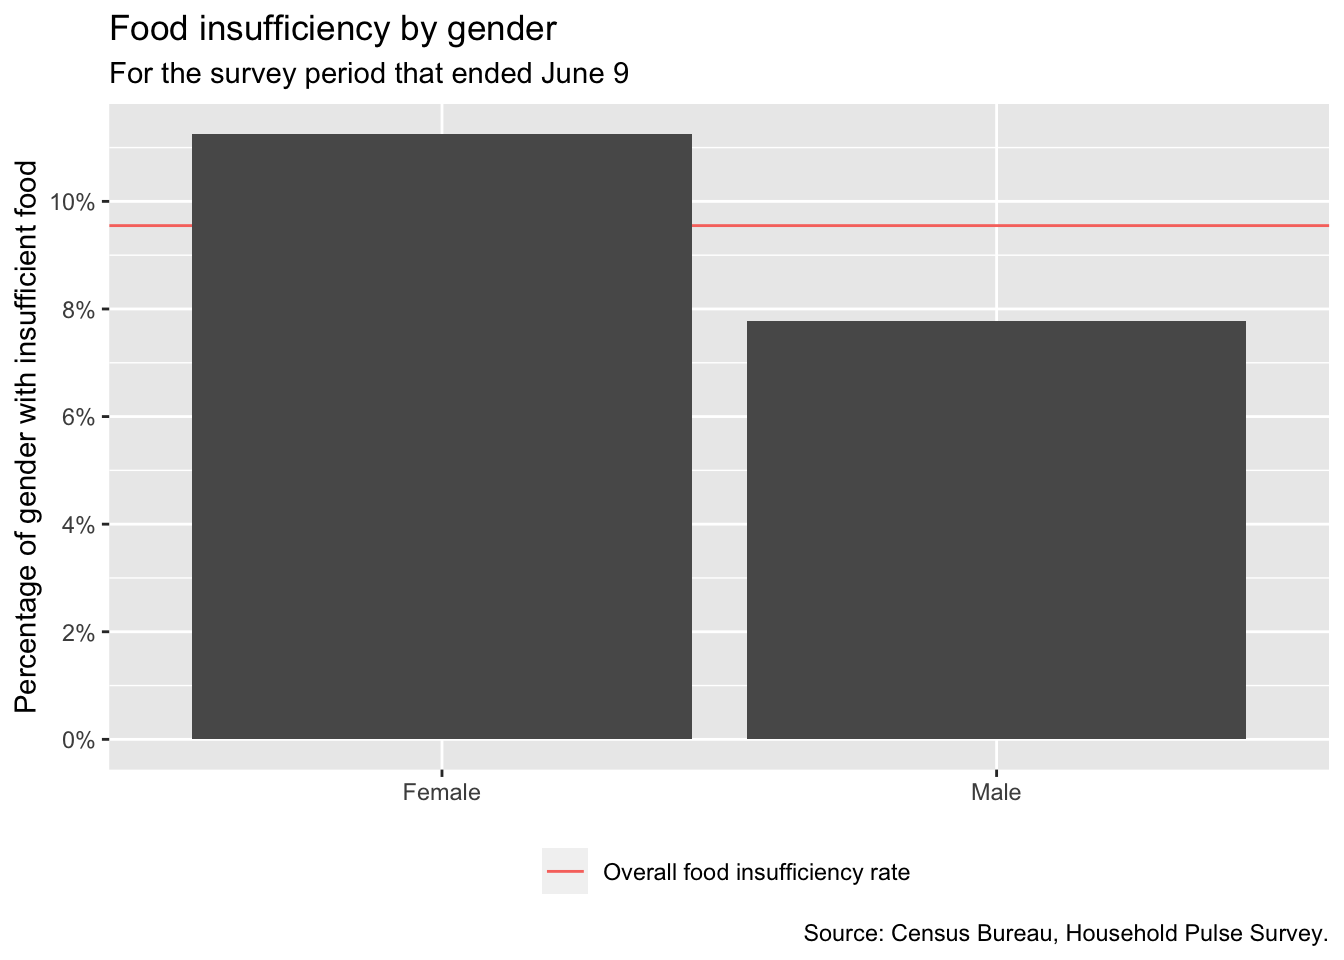 Food insufficiency by gender
For the survey period that ended June 9
Percentage of gender with insufficient food
10%
8%
6%
4%
2%
0%
Female
Male
Overall food insufficiency rate
Source: Census Bureau, Household Pulse Survey.